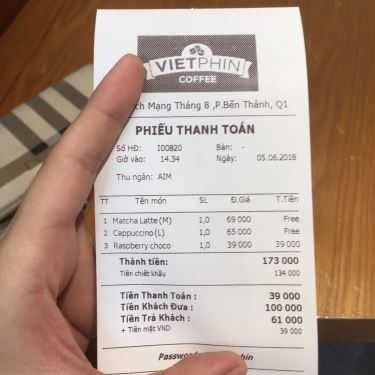 VIETPHIN
COFFEE
Mạng Tháng 8 ,P.Bến Thành, Q1
PHIẾU THANH TOÁN
Số HĐ: I00820 Bàn: -
Giờ vào: 14.34 Ngày: 05.06.2018
Thu ngân: AIM
TT Tên món SL Đ.Giá T.Tiền
1 Matcha Latte (M) 1,0 69 000 Free
2 Cappuccino (L) 1,0 65 000 Free
3 Raspberry choco 1,0 39 000 39 000
Thành tiền: 173 000
Tiền chiết khấu 134 000
Tiền Thanh Toán : 39 000
Tiền Khách Đưa : 100 000
Tiền Trả Khách : 61 000
+ Tiền mặt VND 39 000